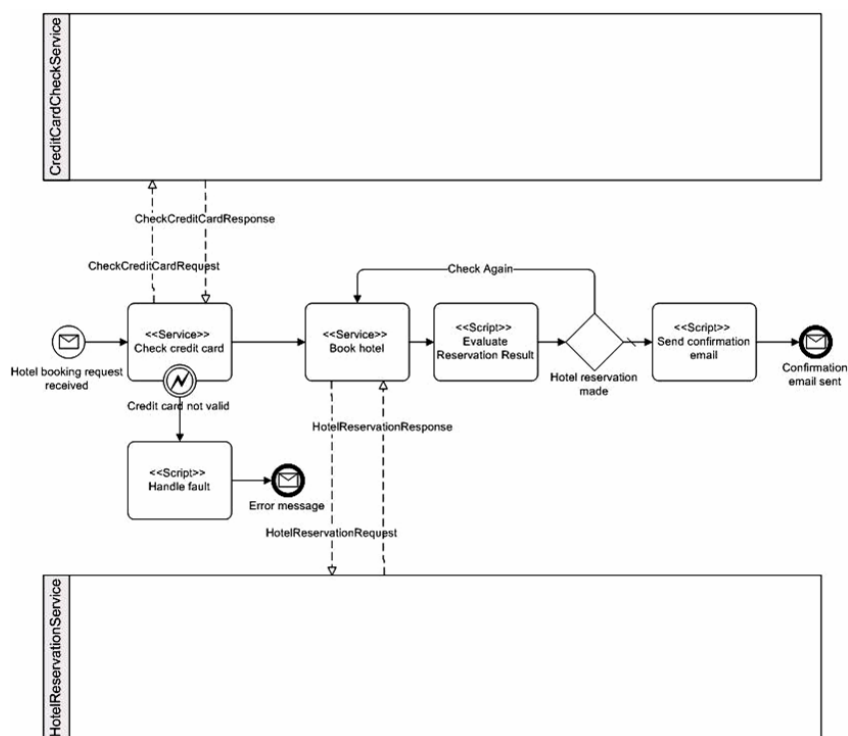 CreditCardCheckService
CheckCreditCardResponse
CheckCreditCardRequest
Check Again
<<Service>>
Check credit card
<<Service>>
Book hotel
<<Script>>
Evaluate
Reservation Result
<<Script>>
Send confirmation
email
Hotel booking request
received
Hotel reservation
made
Confirmation
email sent
Credit card not valid
HotelReservationResponse
<<Script>>
Handle fault
Error message
HotelReservationRequest
HotelReservationService